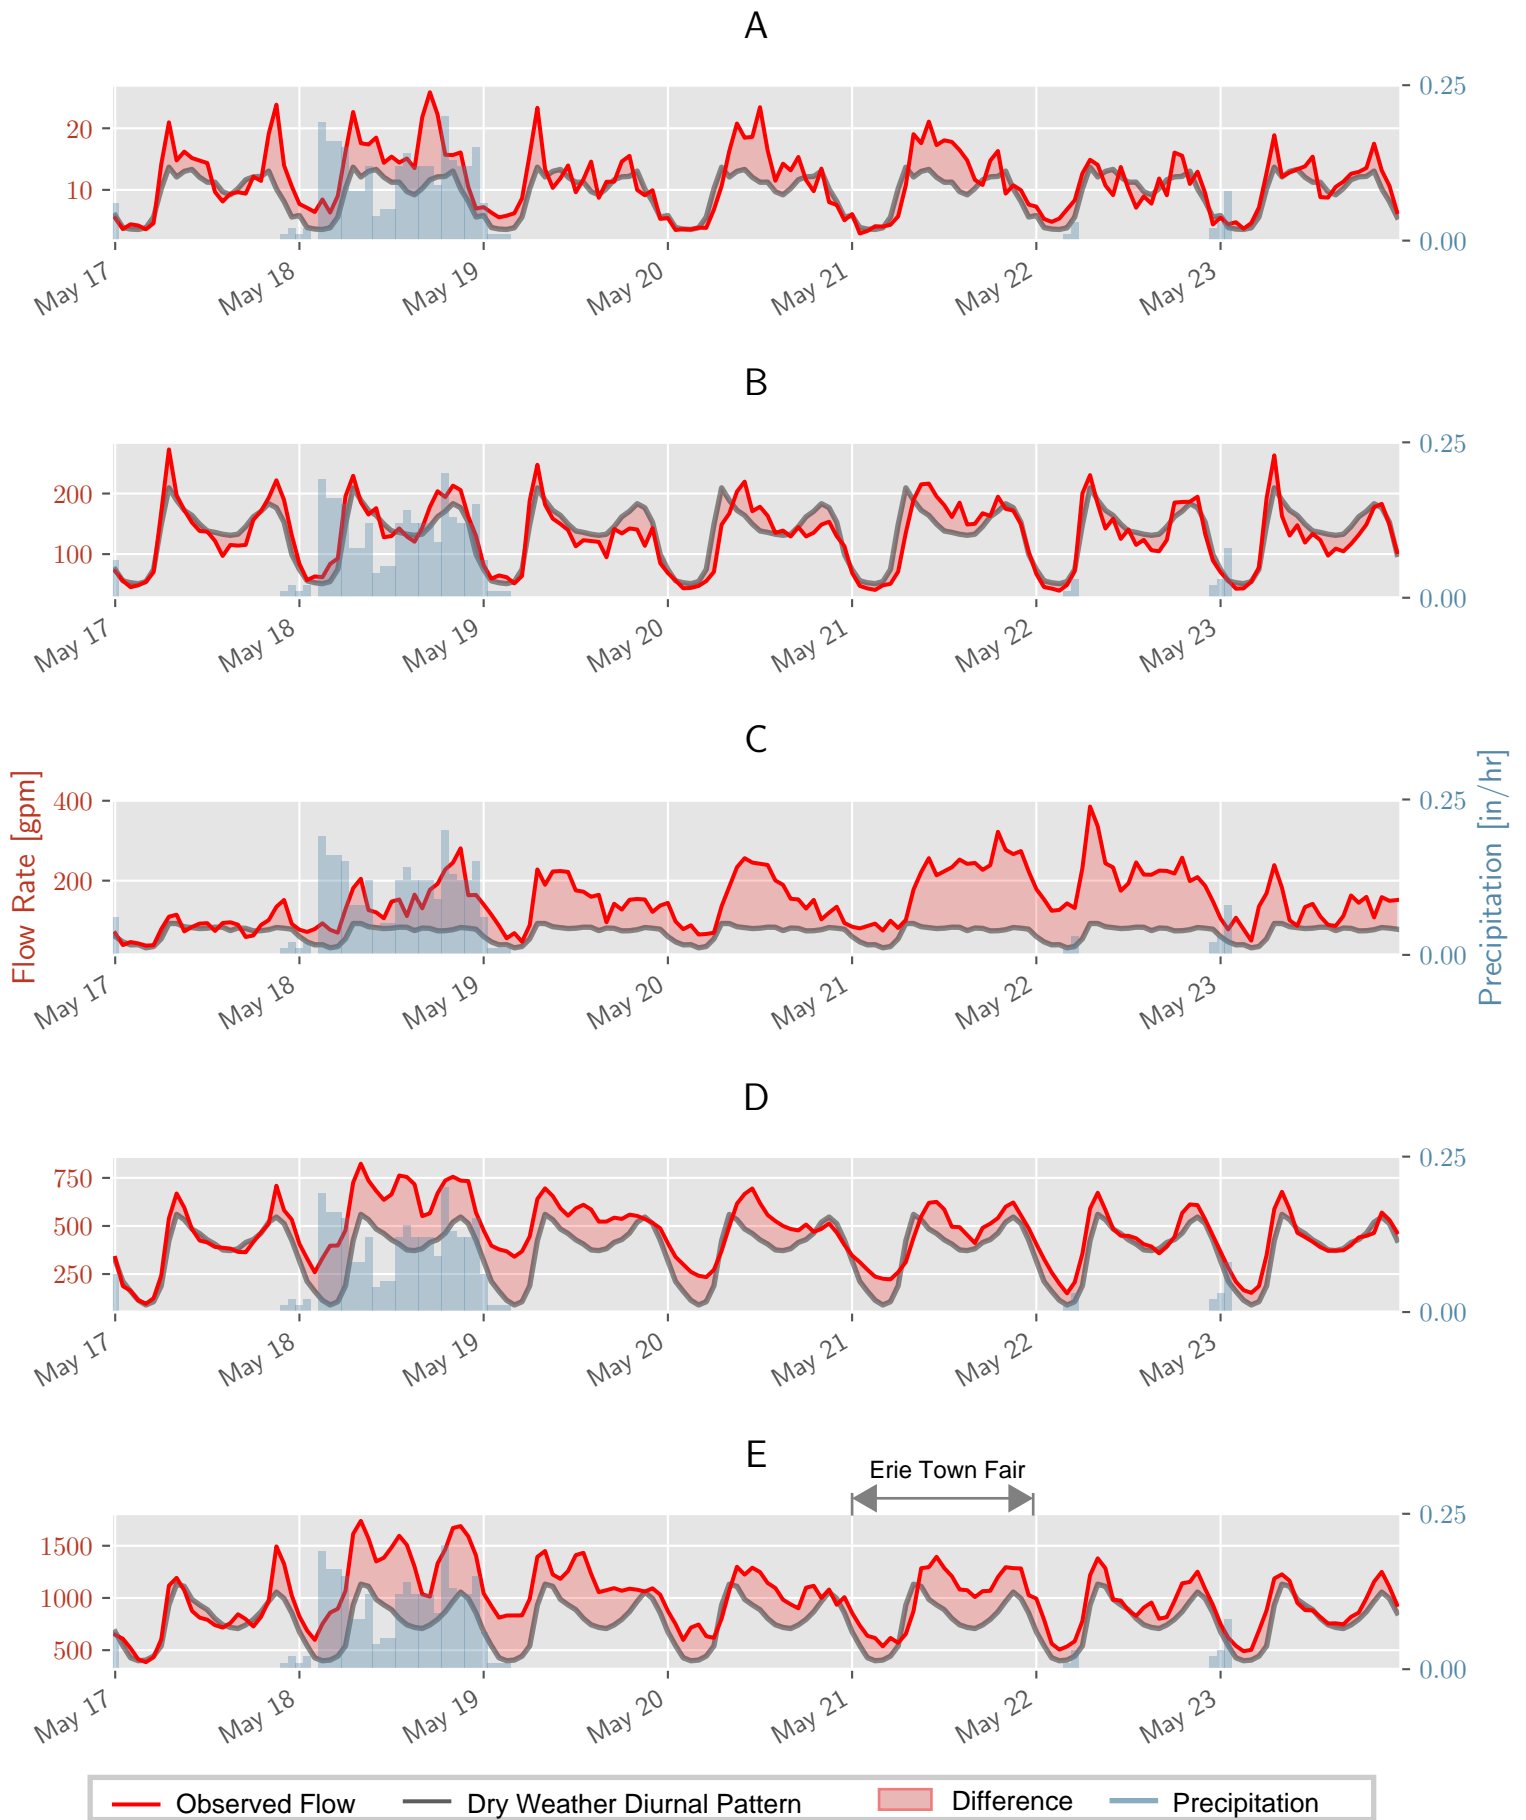 A
20
10
0.25
0.00
May 17
May 18
May 19
May 20
May 21
May 22
May 23
B
200
100
0.25
0.00
May 17
May 18
May 19
May 20
May 21
May 22
May 23
C
Flow Rate [gpm]
400
200
0.25
0.00
Precipitation [in/hr]
May 17
May 18
May 19
May 20
May 21
May 22
May 23
D
750
500
250
0.25
0.00
May 17
May 18
May 19
May 20
May 21
May 22
May 23
E
Erie Town Fair
1500
1000
500
0.25
0.00
May 17
May 18
May 19
May 20
May 21
May 22
May 23
Observed Flow
Dry Weather Diurnal Pattern
Difference
Precipitation